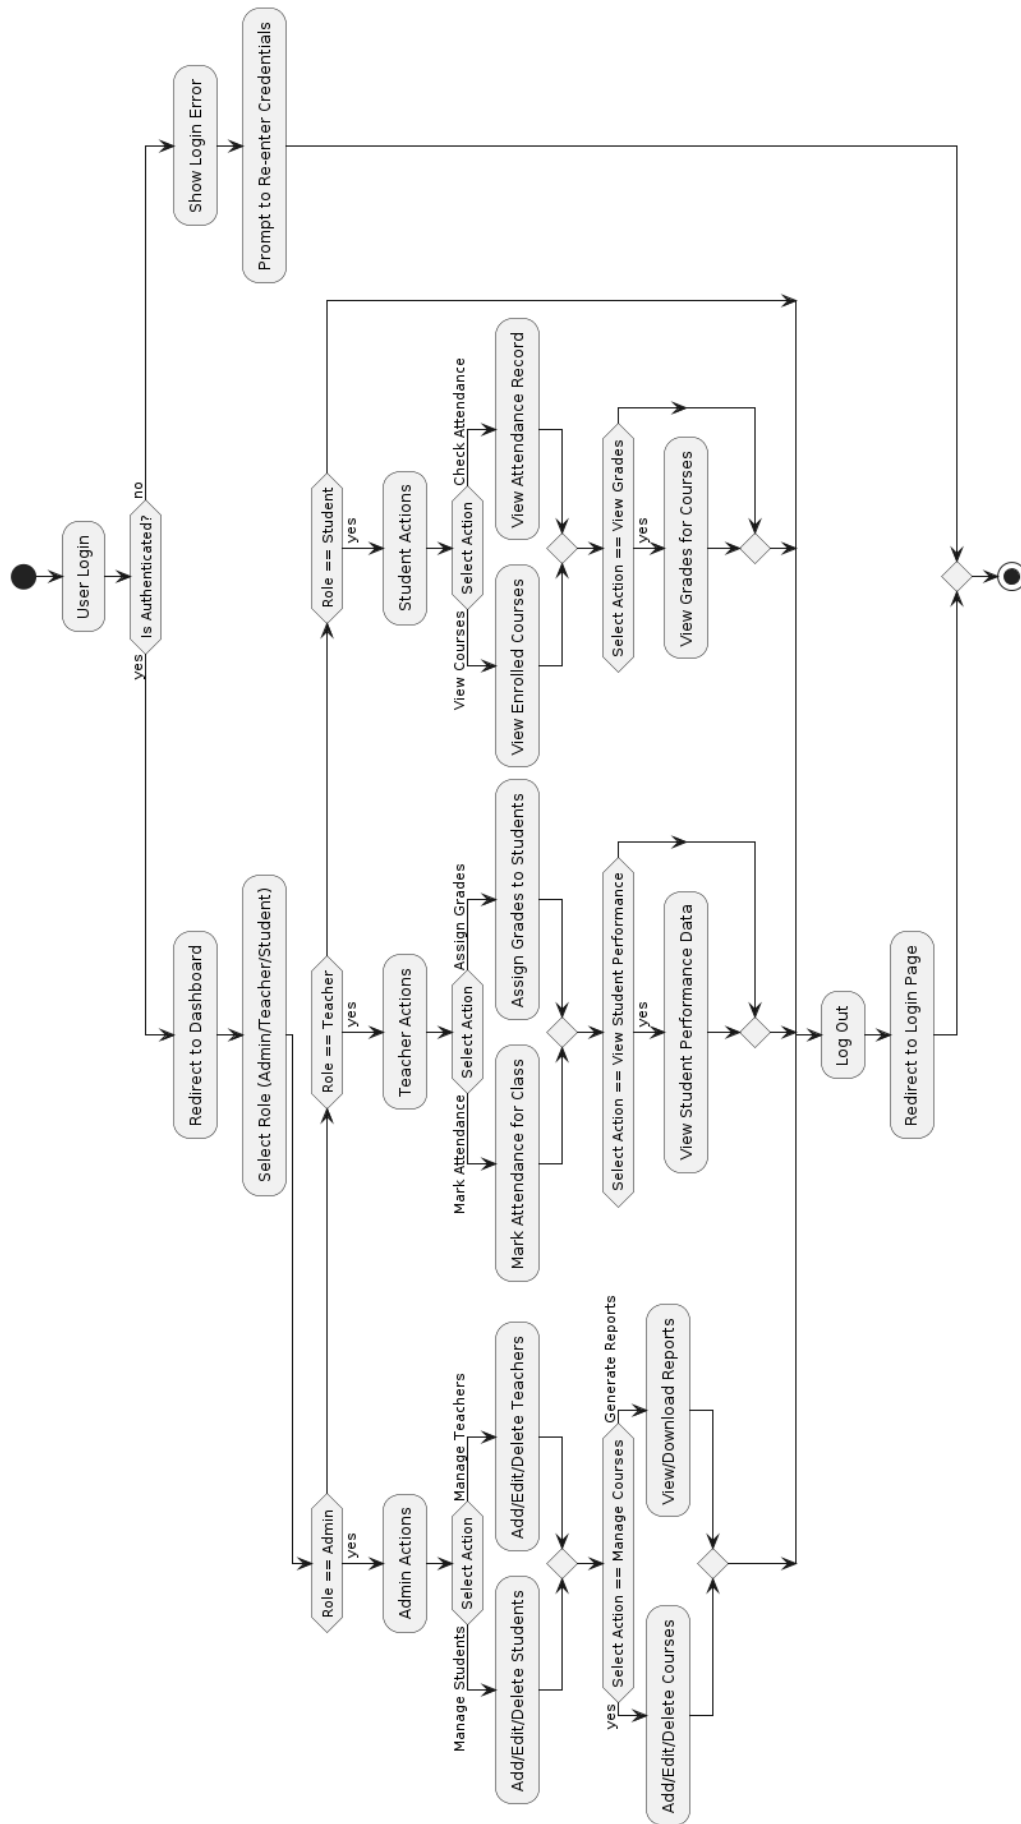 User Login
Is Authenticated?
yes
no
Redirect to Dashboard
Select Role (Admin/Teacher/Student)
Role == Admin
yes
Admin Actions
Select Action
Manage Students
Manage Teachers
Add/Edit/Delete Students
Add/Edit/Delete Teachers
Select Action == Manage Courses
yes
Generate Reports
Add/Edit/Delete Courses
View/Download Reports
Role == Teacher
yes
Teacher Actions
Select Action
Mark Attendance
Assign Grades
Mark Attendance for Class
Assign Grades to Students
Select Action == View Student Performance
yes
View Student Performance Data
Role == Student
yes
Student Actions
Select Action
View Courses
Check Attendance
View Enrolled Courses
View Attendance Record
Select Action == View Grades
yes
View Grades for Courses
Log Out
Redirect to Login Page
Show Login Error
Prompt to Re-enter Credentials